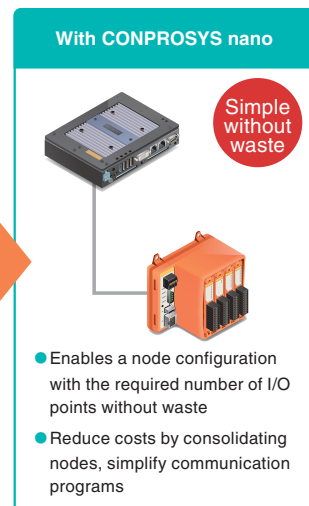 With CONPROSYS nano
Simple
without
waste
● Enables a node configuration
with the required number of I/O
points without waste
● Reduce costs by consolidating
nodes, simplify communication
programs